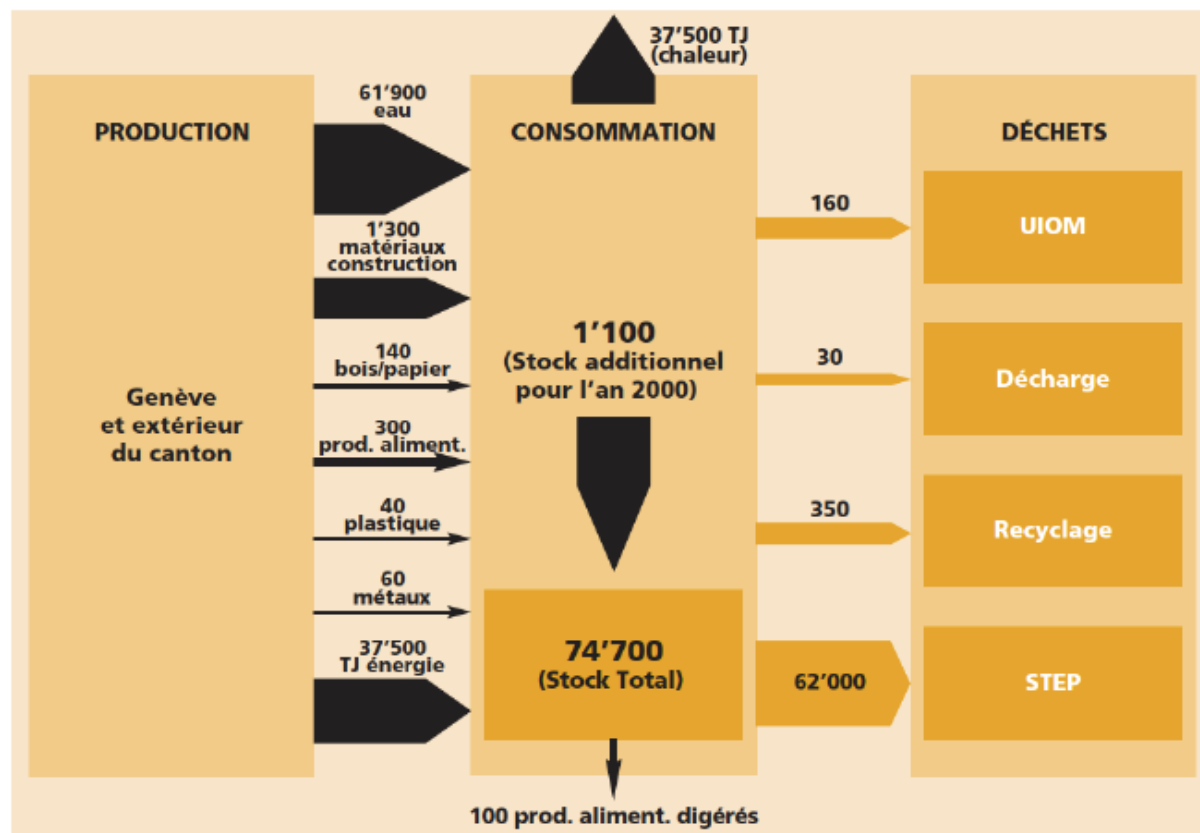 37'500 TJ
(chaleur)
PRODUCTION
61'900
eau
1'300
matériaux
construction
140
bois/papier
300
prod. aliment.
40
plastique
60
métaux
37'500
TJ énergie
Genève
et extérieur
du canton
CONSOMMATION
1'100
(Stock additionnel
pour l'an 2000)
74'700
(Stock Total)
100 prod. aliment. digérés
160
30
350
62'000
DÉCHETS
UIOM
Décharge
Recyclage
STEP